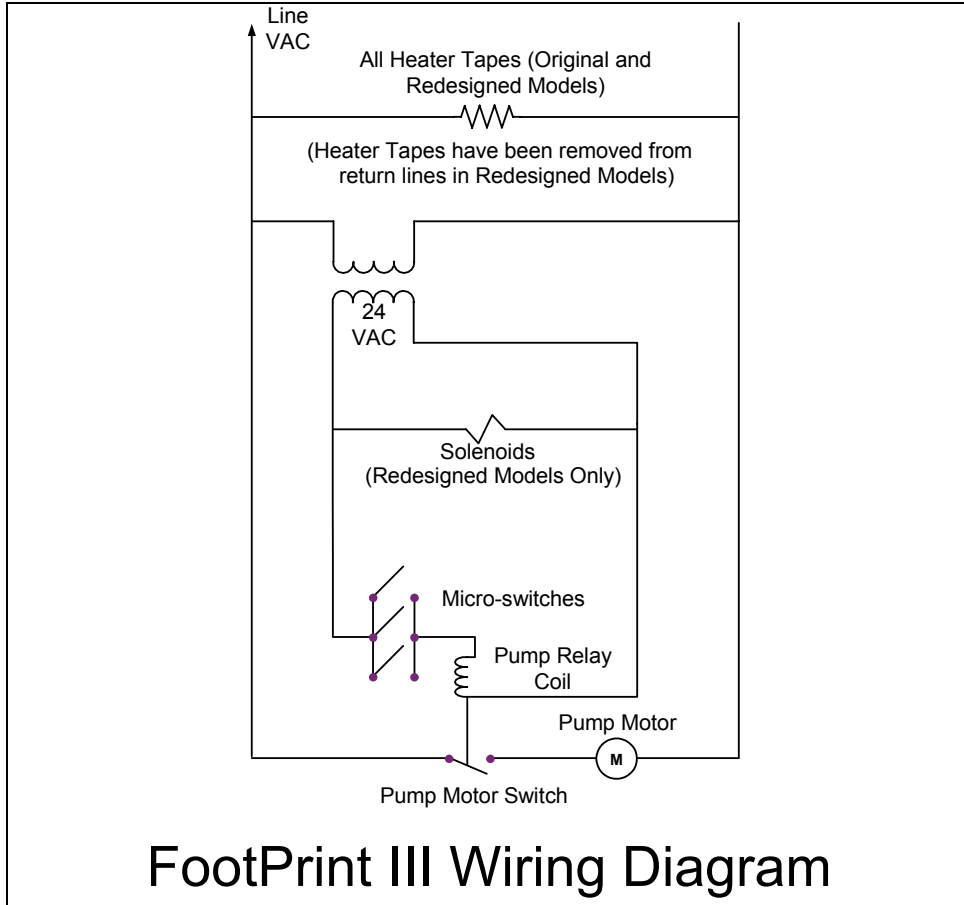 Line
VAC
All Heater Tapes (Original and
Redesigned Models)
(Heater Tapes have been removed from
return lines in Redesigned Models)
24
VAC
Solenoids
(Redesigned Models Only)
Micro-switches
Pump Relay
Coil
Pump Motor
M
Pump Motor Switch
FootPrint III Wiring Diagram